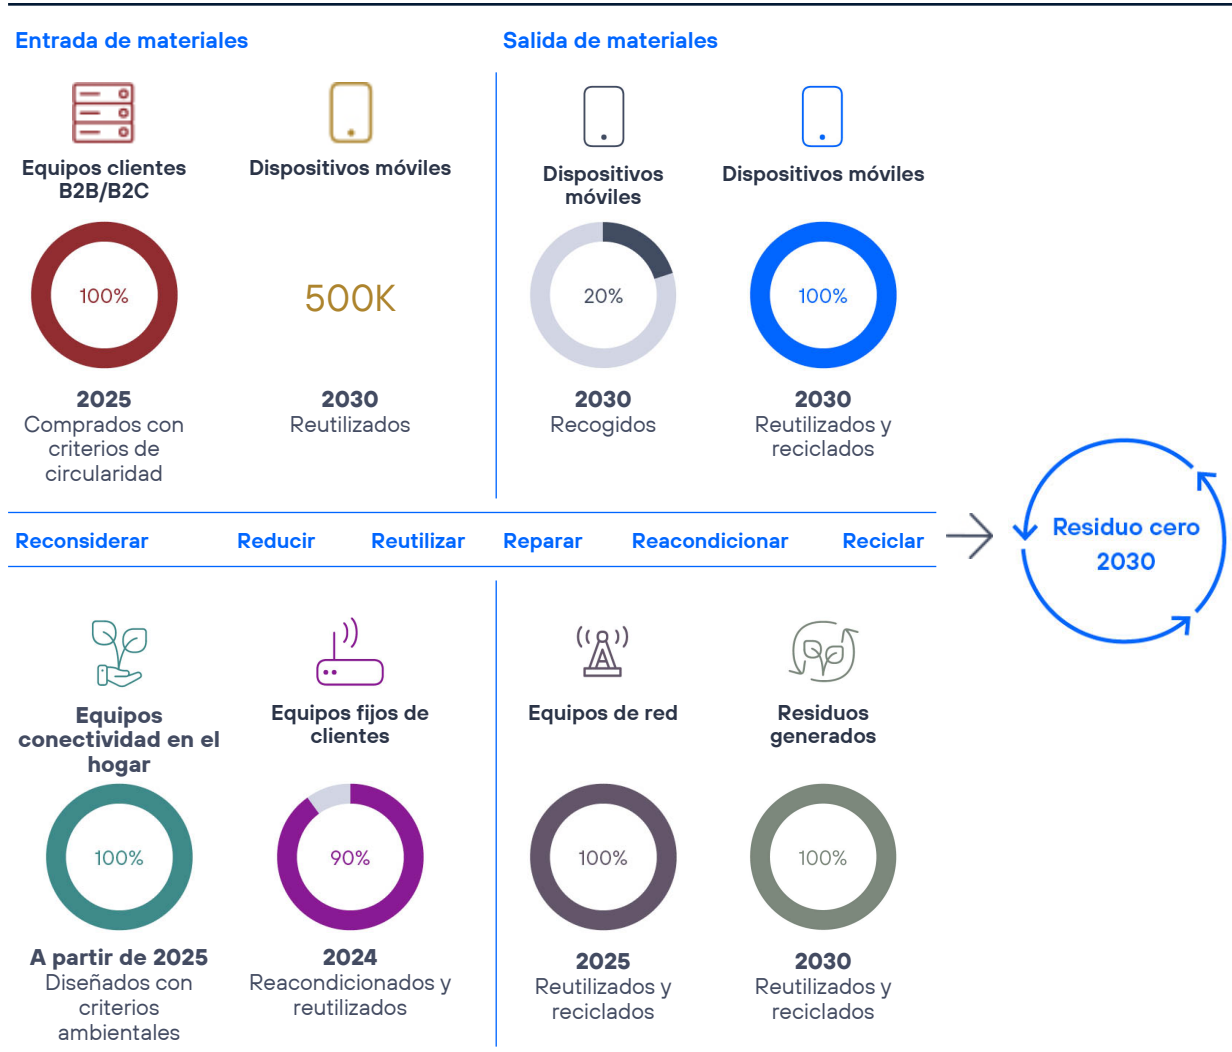 Entrada de materiales
Equipos clientes
B2B/B2C
100%
2025
Comprados con
criterios de
circularidad
Dispositivos móviles
500K
2030
Reutilizados
Salida de materiales
Dispositivos
móviles
20%
2030
Recogidos
Dispositivos móviles
100%
2030
Reutilizados y
reciclados
Reconsiderar
Reducir
Reutilizar
Reparar
Reacondicionar
Reciclar
Residuo cero
2030
Equipos
conectividad en el
hogar
100%
A partir de 2025
Diseñados con
criterios
ambientales
Equipos fijos de
clientes
90%
2024
Reacondicionados y
reutilizados
Equipos de red
100%
2025
Reutilizados y
reciclados
Residuos
generados
100%
2030
Reutilizados y
reciclados